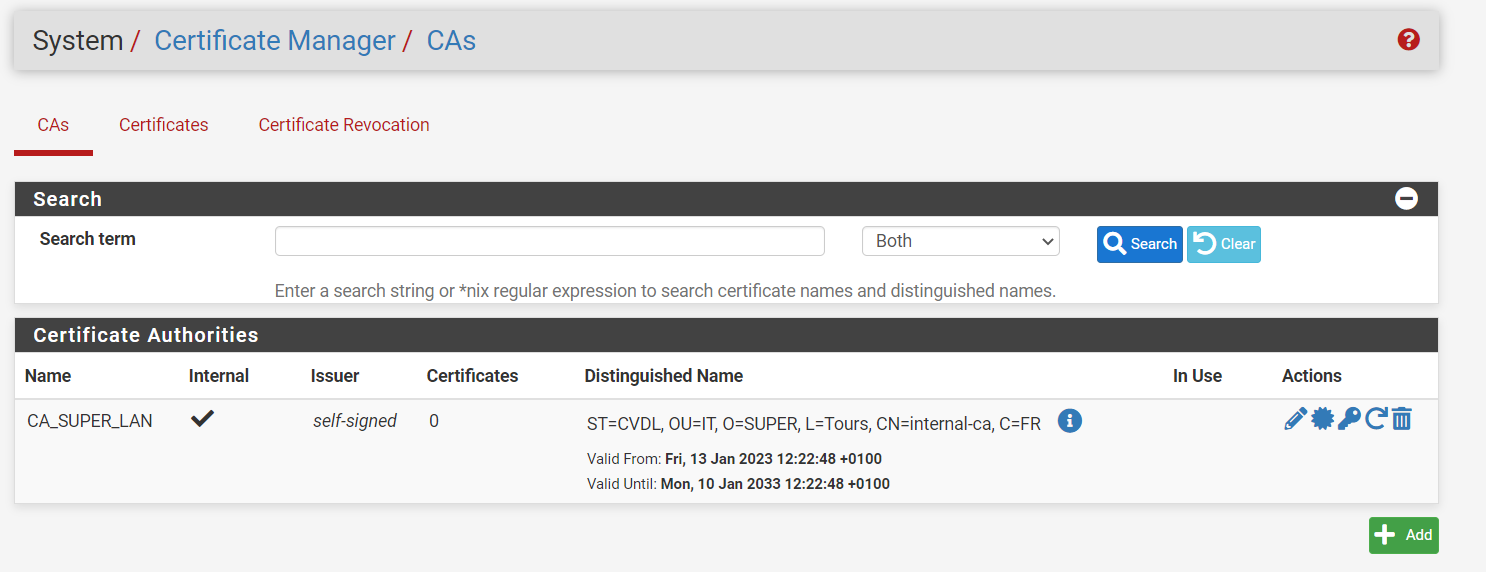 System / Certificate Manager / CAs
CAs Certificates Certificate Revocation
Search
Search term Both Search Clear
Enter a search string or *nix regular expression to search certificate names and distinguished names.
Certificate Authorities
Name Internal Issuer Certificates Distinguished Name In Use Actions
CA_SUPER_LAN self-signed 0 ST=CVDL, OU=IT, O=SUPER, L=Tours, CN=internal-ca, C=FR
Valid From: Fri, 13 Jan 2023 12:22:48 +0100
Valid Until: Mon, 10 Jan 2033 12:22:48 +0100
Add